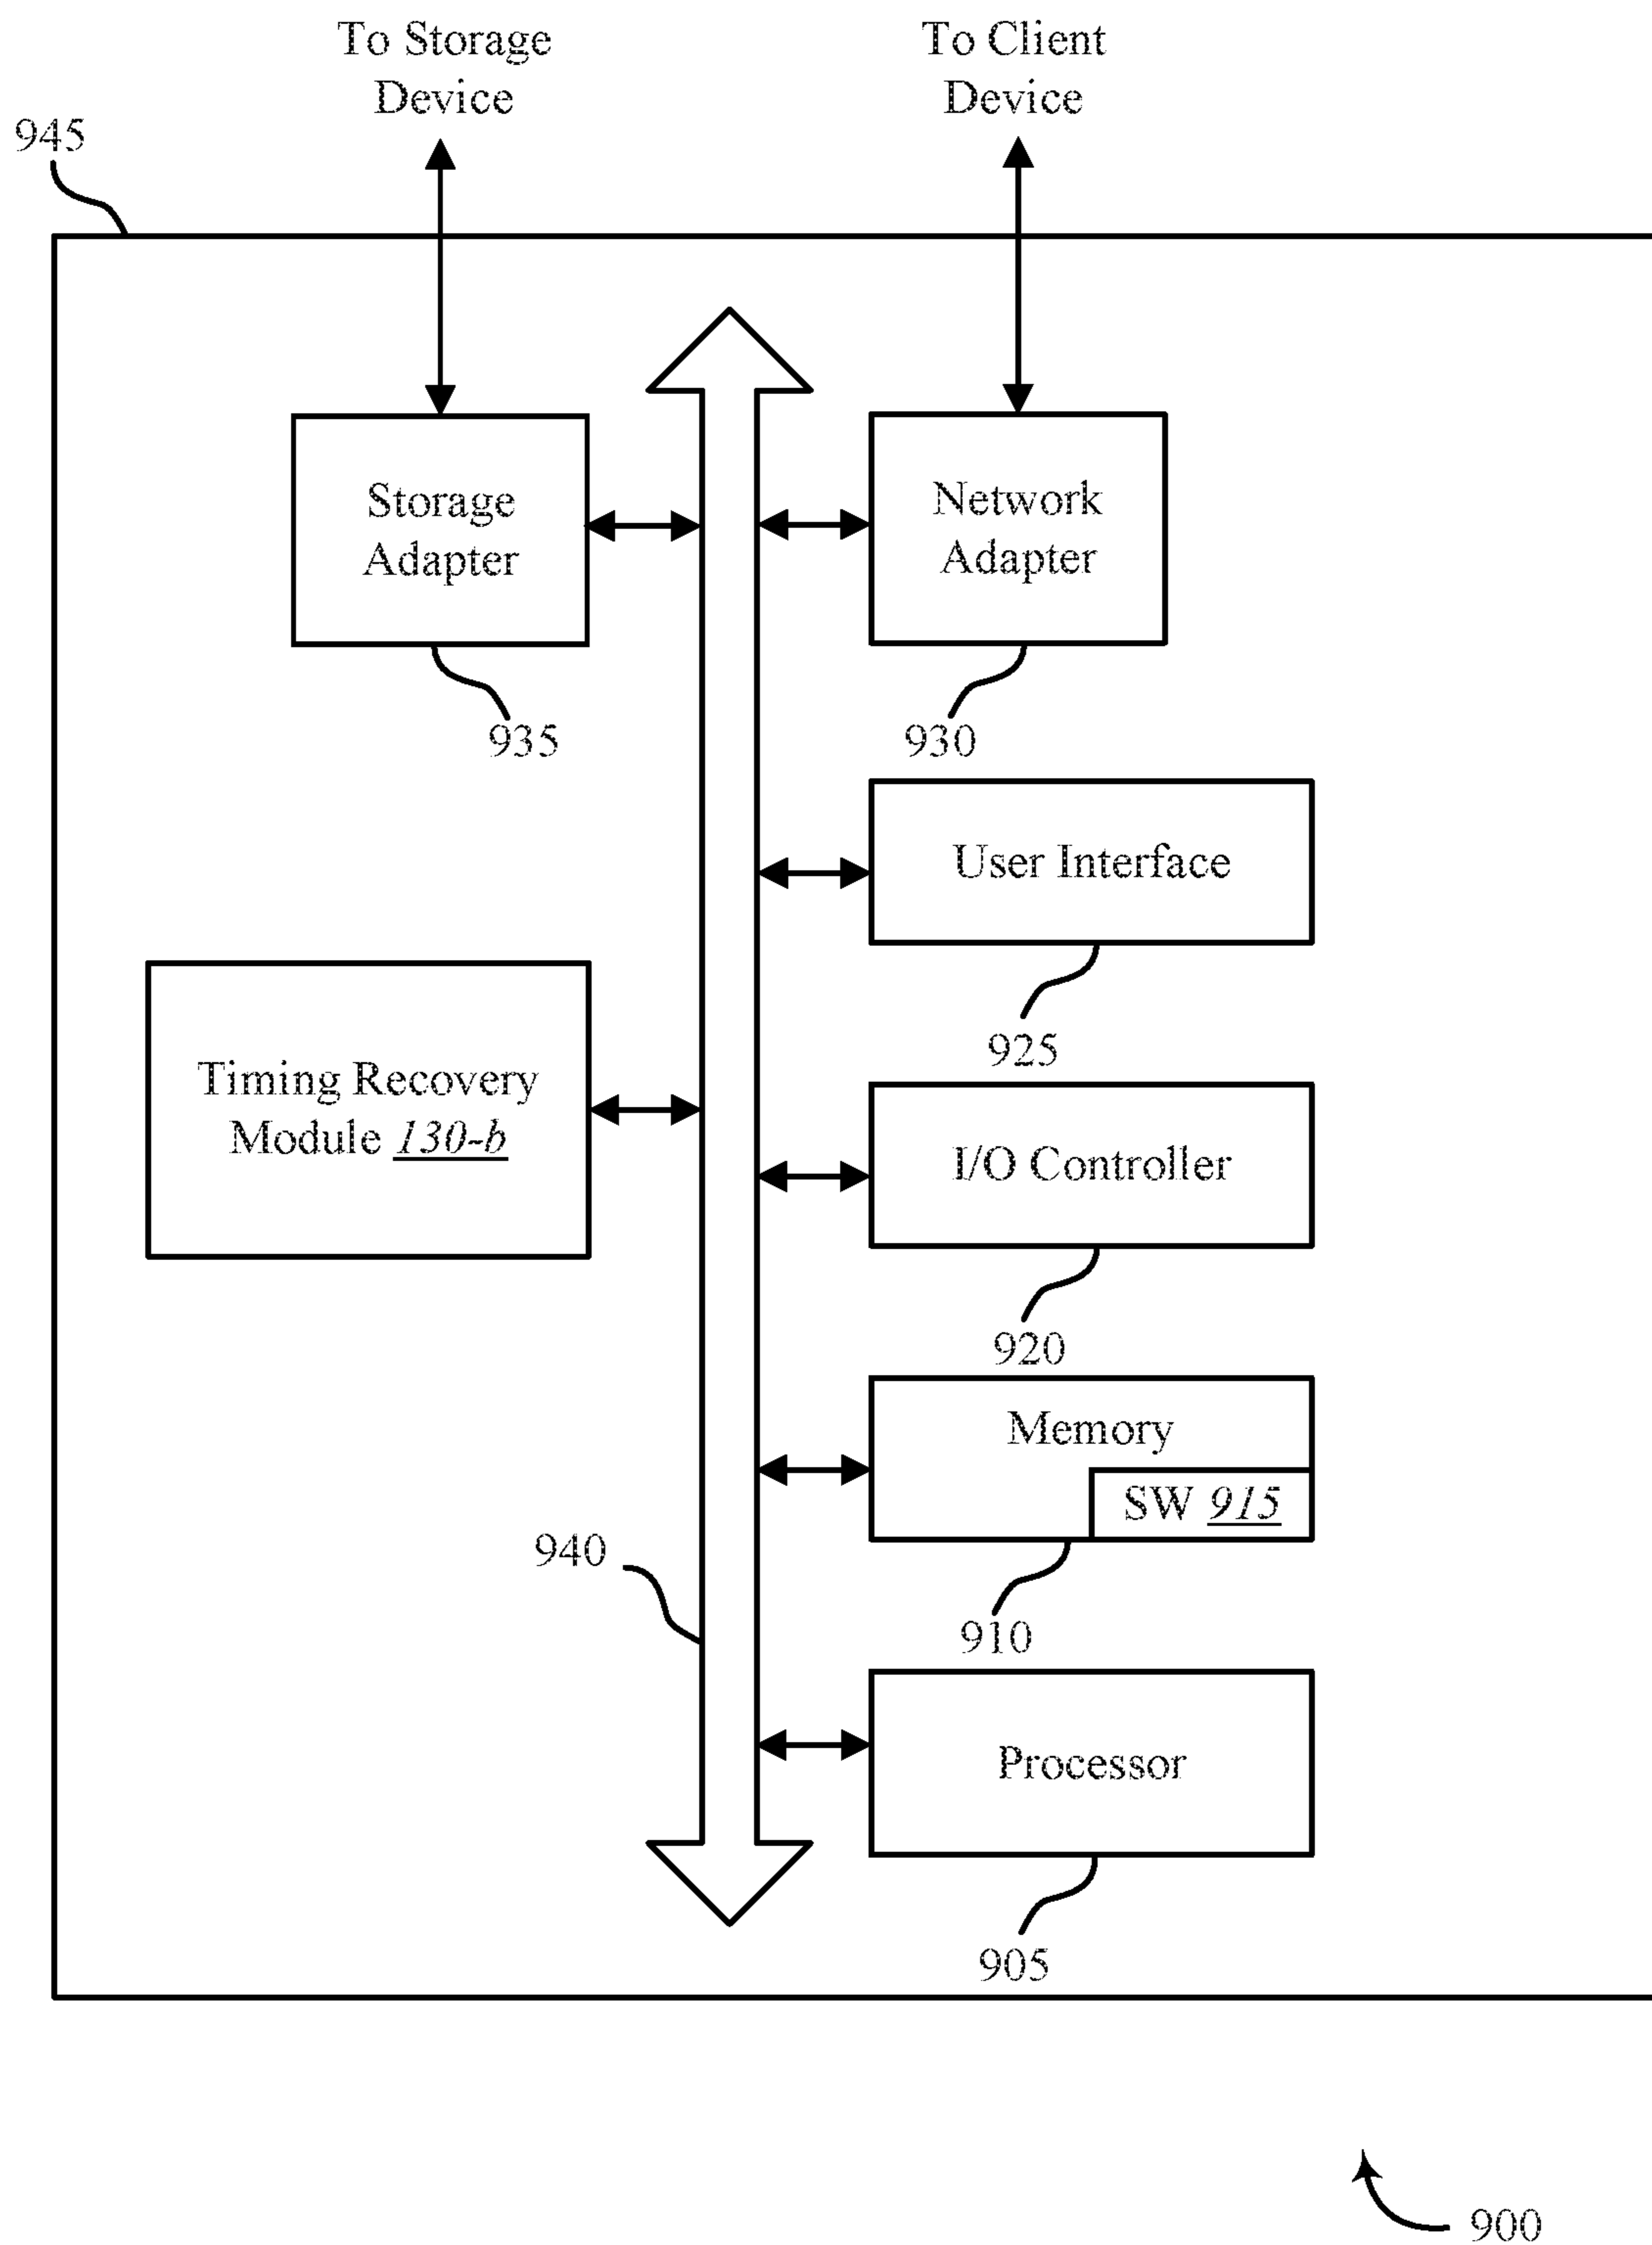 To Storage
Device
To Client
Device
945
Storage
Adapter
Network
Adapter
935
930
User Interface
925
Timing Recovery
Module 130-b
I/O Controller
920
Memory
SW 915
940
910
Processor
905
900